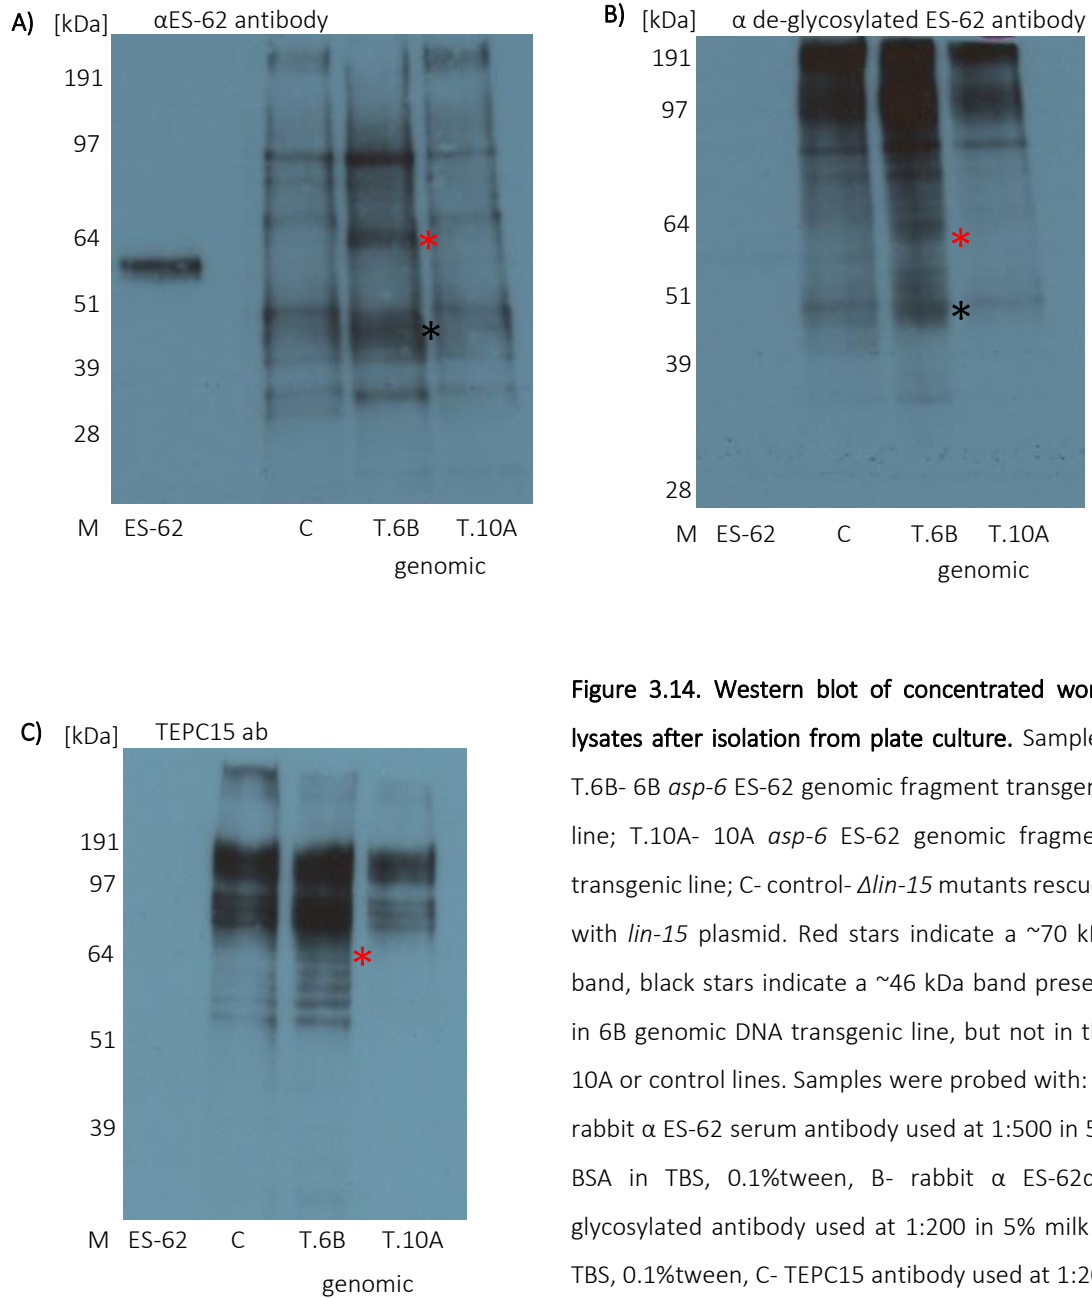 A) [kDa] αES-62 antibody
191
97
64
51
39
28
*
*
M ES-62 C T.6B T.10A
genomic
B) [kDa] α de-glycosylated ES-62 antibody
191
97
64
51
39
28
*
*
M ES-62 C T.6B T.10A
genomic
C) [kDa] TEPC15 ab
191
97
64
51
39
*
M ES-62 C T.6B T.10A
genomic
Figure 3.14. Western blot of concentrated wor
lysates after isolation from plate culture. Sample
T.6B- 6B asp-6 ES-62 genomic fragment transgen
line; T.10A- 10A asp-6 ES-62 genomic fragme
transgenic line; C- control- Δlin-15 mutants rescu
with lin-15 plasmid. Red stars indicate a ~70 k
band, black stars indicate a ~46 kDa band prese
in 6B genomic DNA transgenic line, but not in t
10A or control lines. Samples were probed with:
rabbit α ES-62 serum antibody used at 1:500 in 5
BSA in TBS, 0.1%tween, B- rabbit α ES-62d
glycosylated antibody used at 1:200 in 5% milk
TBS, 0.1%tween, C- TEPC15 antibody used at 1:2